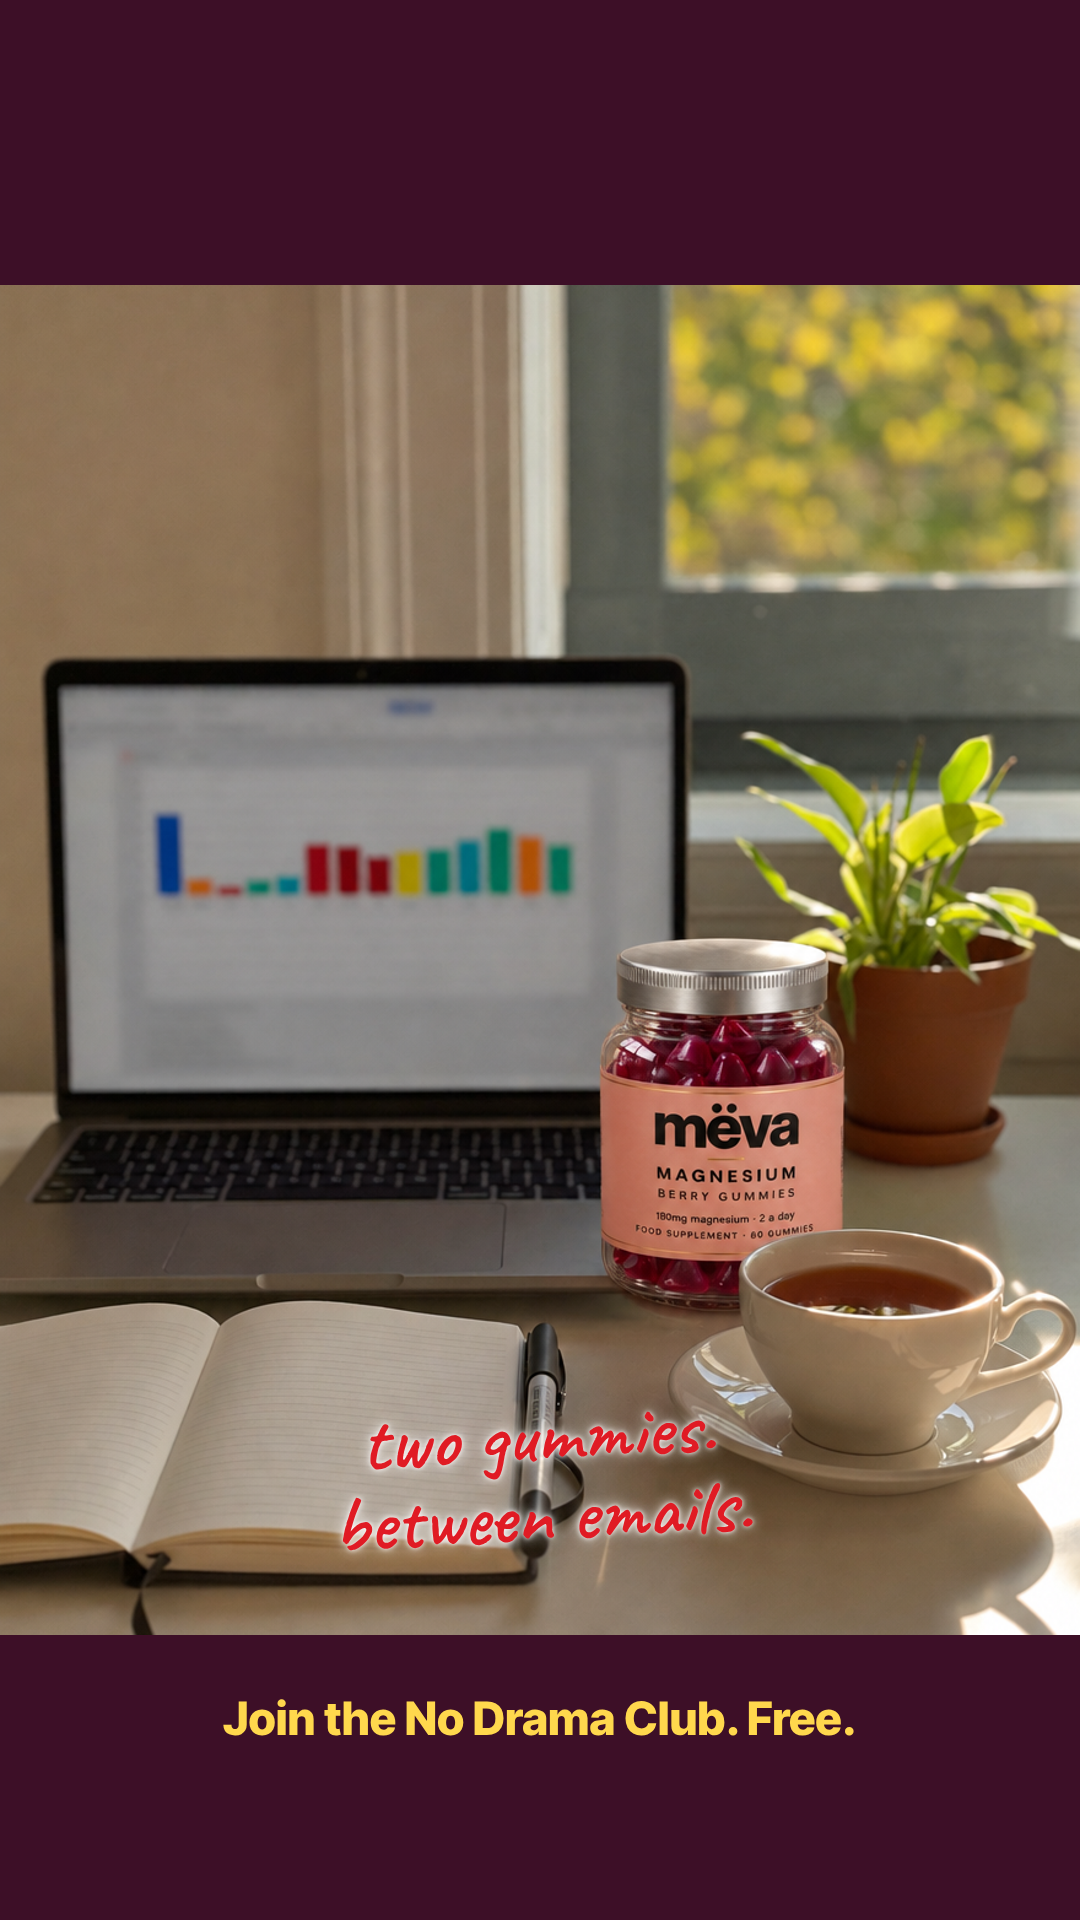 mëva
MAGNESIUM
BERRY GUMMIES
180mg magnesium · 2 a day
FOOD SUPPLEMENT · 60 GUMMIES
two gummies.
between emails.
Join the No Drama Club. Free.